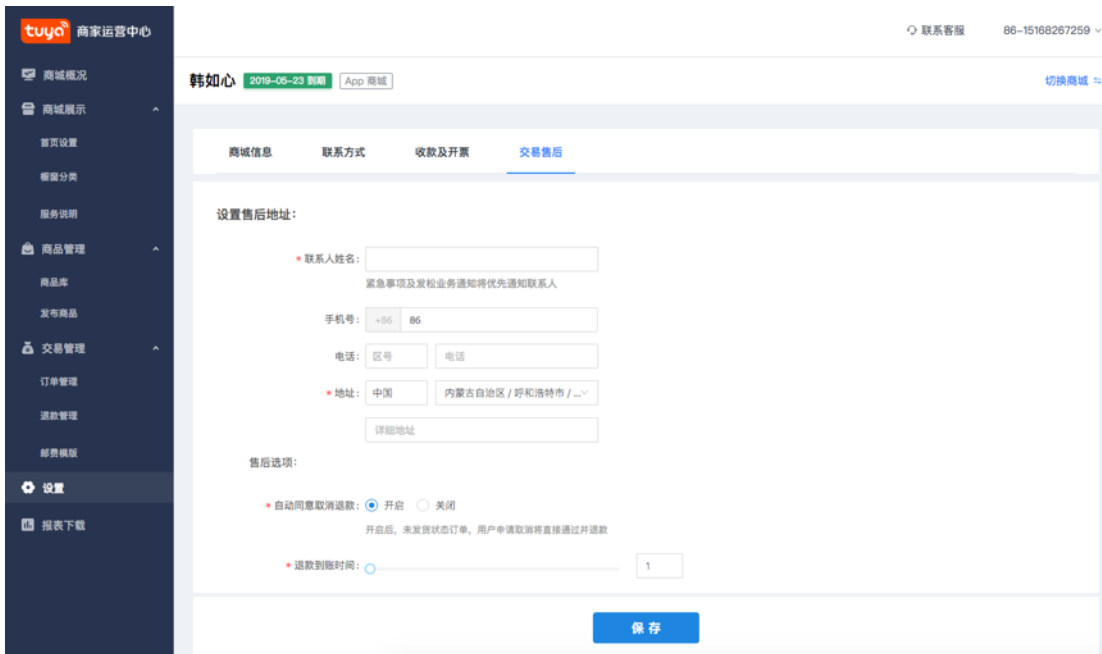 tuya 商家运营中心
联系客服 86-15168267259
商城概况
韩如心 2019-05-23 到期 App 商城 切换商城
商城展示
首页设置
商城信息 联系方式 收款及开票 交易售后
橱窗分类
服务说明
设置售后地址：
商品管理
* 联系人姓名：
商品库
紧急事项及发松业务通知将优先通知联系人
发布商品
手机号： +86 86
交易管理
电话： 区号 电话
订单管理
* 地址： 中国 内蒙古自治区 / 呼和浩特市 / ...
退款管理
详细地址
邮费模版
售后选项：
设置
* 自动同意取消退款： 开启 关闭
报表下载
开启后，未发货状态订单，用户申请取消将直接通过并退款
* 退款到账时间： 1
保存